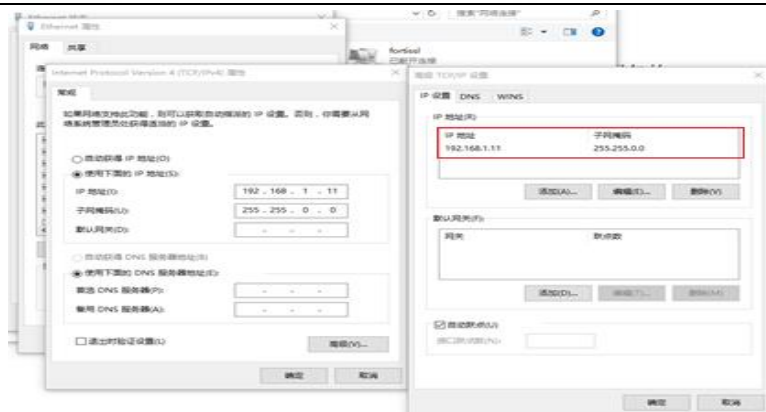 搜索"网络连接"
Ethernet 属性
网络 共享
fortissl
已断开连接
Internet Protocol Version 4 (TCP/IPv4) 属性
常规
如果网络支持此功能，则可以获取自动指派的 IP 设置。否则，你需要从网
络系统管理员处获得适当的 IP 设置。
自动获得 IP 地址(O)
使用下面的 IP 地址(S):
IP 地址(I): 192 . 168 . 1 . 11
子网掩码(U): 255 . 255 . 0 . 0
默认网关(D): . . .
自动获得 DNS 服务器地址(B)
使用下面的 DNS 服务器地址(E):
首选 DNS 服务器(P): . . .
备用 DNS 服务器(A): . . .
退出时验证设置(L)
高级(V)...
确定 取消
高级 TCP/IP 设置
IP 设置 DNS WINS
IP 地址(R)
IP 地址 子网掩码
192.168.1.11 255.255.0.0
添加(A)... 编辑(E)... 删除(V)
默认网关(F):
网关 跃点数
添加(D)... 编辑(T)... 删除(M)
自动跃点(U)
接口跃点数(N):
确定 取消